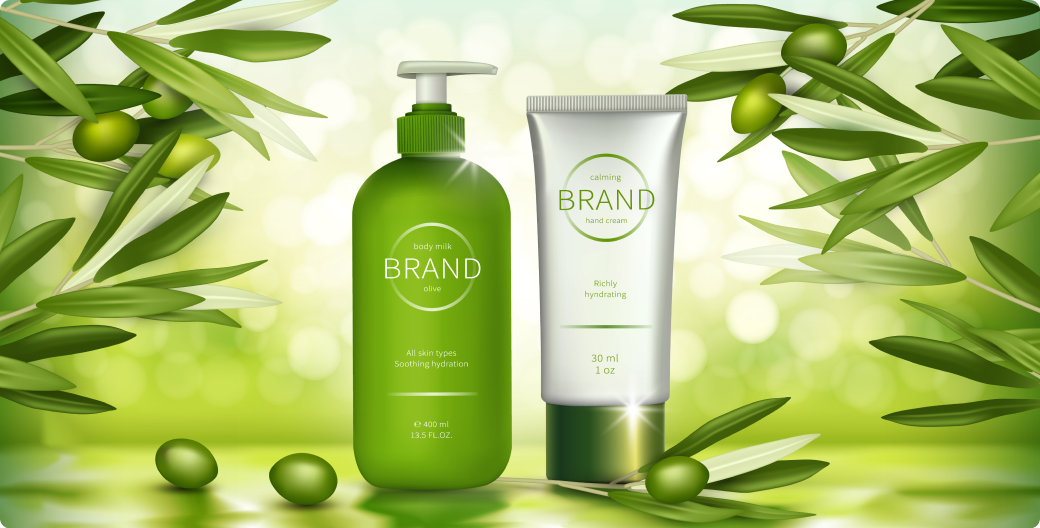 body milk
BRAND
olive
All skin types
Soothing hydration
℮ 400 ml
13.5 FL.OZ.
calming
BRAND
hand cream
Richly
hyndrating
30 ml
1 oz